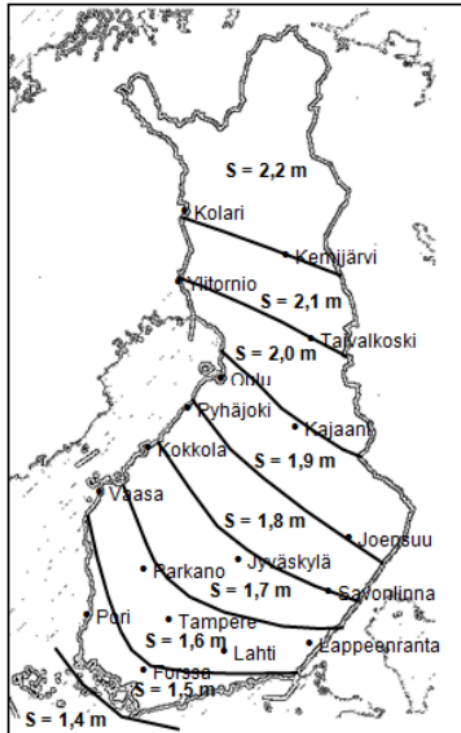 S = 2,2 m
Kolari
Kemijärvi
Ylitornio
S = 2,1 m
Taivalkoski
S = 2,0 m
Oulu
Pyhäjoki
Kajaani
Kokkola
S = 1,9 m
Vaasa
S = 1,8 m
Joensuu
Jyväskylä
Parkano
S = 1,7 m
Savonlinna
Pori
Tampere
S = 1,6 m
Lappeenranta
Lahti
Forssa
S = 1,5 m
S = 1,4 m